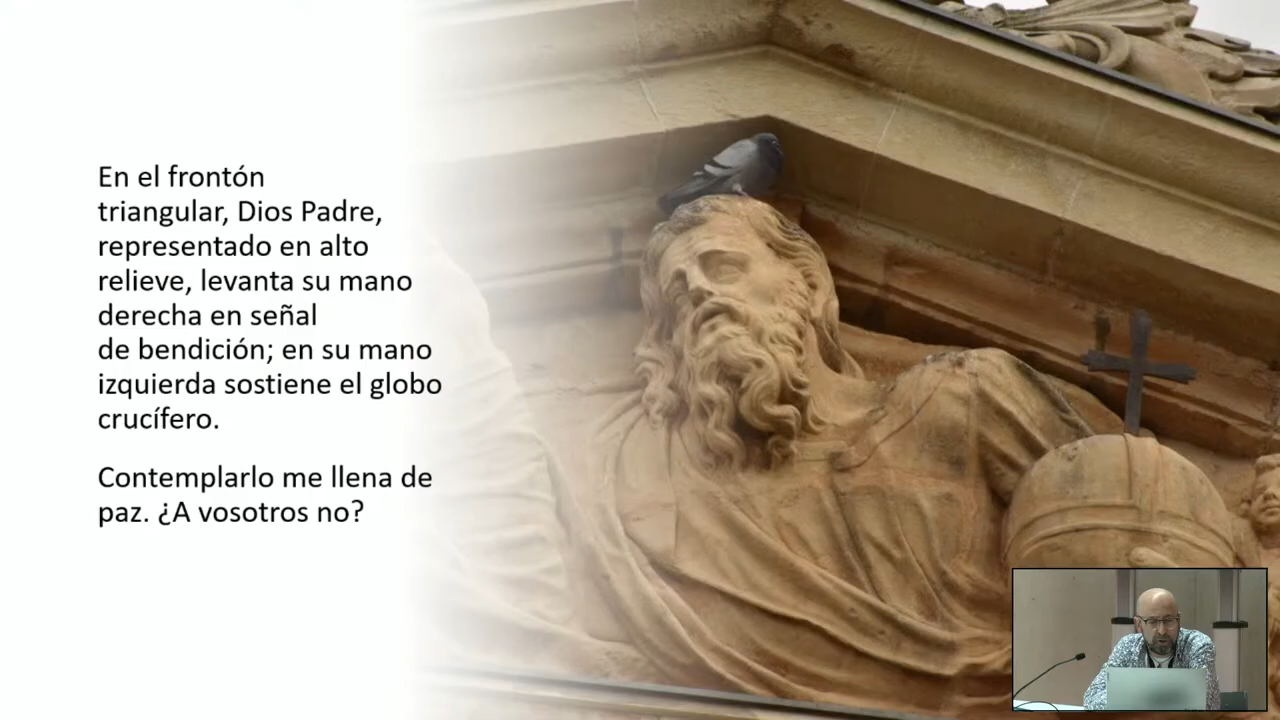 En el frontón
triangular, Dios Padre,
representado en alto
relieve, levanta su mano
derecha en señal
de bendición; en su mano
izquierda sostiene el globo
crucífero.
Contemplarlo me llena de
paz. ¿A vosotros no?